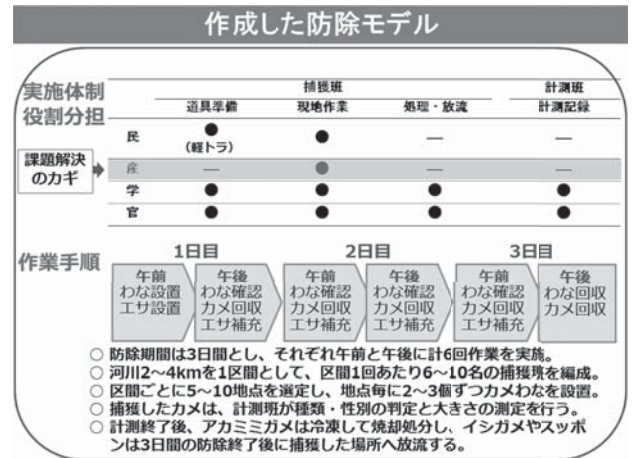 作成した防除モデル
実施体制
役割分担
捕獲班 計測班
道具準備 現地作業 処理・放流 計測記録
民 ● ● — —
(軽トラ)
課題解決
のカギ
産 — ● — —
学 ● ● ● ●
官 ● ● ● ●
作業手順
1日目 2日目 3日目
午前 午後 午前 午後 午前 午後
わな設置 わな確認 わな確認 わな確認 わな確認 わな回収
エサ設置 カメ回収 カメ回収 カメ回収 カメ回収 カメ回収
エサ補充 エサ補充 エサ補充 エサ補充
○ 防除期間は3日間とし、それぞれ午前と午後に計6回作業を実施。
○ 河川2~4kmを1区間として、区間1回あたり6~10名の捕獲班を編成。
○ 区間ごとに5~10地点を選定し、地点毎に2~3個ずつカメわなを設置。
○ 捕獲したカメは、計測班が種類・性別の判定と大きさの測定を行う。
○ 計測終了後、アカミミガメは冷凍して焼却処分し、イシガメやスッポ
ンは3日間の防除終了後に捕獲した場所へ放流する。